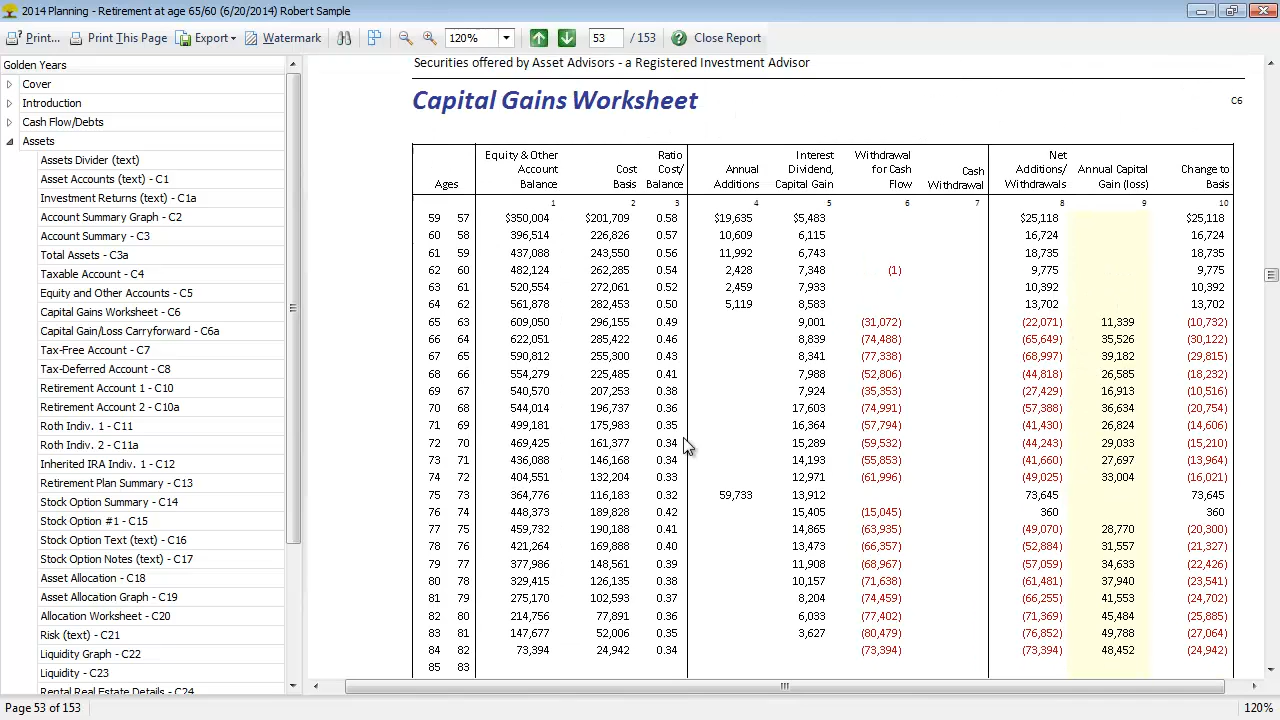 2014 Planning - Retirement at age 65/60 (6/20/2014) Robert Sample
Print... Print This Page Export Watermark 120% 53 / 153 Close Report
Golden Years
Cover
Introduction
Cash Flow/Debts
Assets
Assets Divider (text)
Asset Accounts (text) - C1
Investment Returns (text) - C1a
Account Summary Graph - C2
Account Summary - C3
Total Assets - C3a
Taxable Account - C4
Equity and Other Accounts - C5
Capital Gains Worksheet - C6
Capital Gain/Loss Carryforward - C6a
Tax-Free Account - C7
Tax-Deferred Account - C8
Retirement Account 1 - C10
Retirement Account 2 - C10a
Roth Indiv. 1 - C11
Roth Indiv. 2 - C11a
Inherited IRA Indiv. 1 - C12
Retirement Plan Summary - C13
Stock Option Summary - C14
Stock Option #1 - C15
Stock Option Text (text) - C16
Stock Option Notes (text) - C17
Asset Allocation - C18
Asset Allocation Graph - C19
Allocation Worksheet - C20
Risk (text) - C21
Liquidity Graph - C22
Liquidity - C23
Rental Real Estate Details - C24
Securities offered by Asset Advisors - a Registered Investment Advisor
Capital Gains Worksheet C6
Equity & Other Ratio Interest Withdrawal Net
Account Cost Cost/ Annual Dividend, for Cash Cash Additions/ Annual Capital Change to
Ages Balance Basis Balance Additions Capital Gain Flow Withdrawal Withdrawals Gain (loss) Basis
1 2 3 4 5 6 7 8 9 10
59 57 $350,004 $201,709 0.58 $19,635 $5,483 $25,118 $25,118
60 58 396,514 226,826 0.57 10,609 6,115 16,724 16,724
61 59 437,088 243,550 0.56 11,992 6,743 18,735 18,735
62 60 482,124 262,285 0.54 2,428 7,348 (1) 9,775 9,775
63 61 520,554 272,061 0.52 2,459 7,933 10,392 10,392
64 62 561,878 282,453 0.50 5,119 8,583 13,702 13,702
65 63 609,050 296,155 0.49 9,001 (31,072) (22,071) 11,339 (10,732)
66 64 622,051 285,422 0.46 8,839 (74,488) (65,649) 35,526 (30,122)
67 65 590,812 255,300 0.43 8,341 (77,338) (68,997) 39,182 (29,815)
68 66 554,279 225,485 0.41 7,988 (52,806) (44,818) 26,585 (18,232)
69 67 540,570 207,253 0.38 7,924 (35,353) (27,429) 16,913 (10,516)
70 68 544,014 196,737 0.36 17,603 (74,991) (57,388) 36,634 (20,754)
71 69 499,181 175,983 0.35 16,364 (57,794) (41,430) 26,824 (14,606)
72 70 469,425 161,377 0.34 15,289 (59,532) (44,243) 29,033 (15,210)
73 71 436,088 146,168 0.34 14,193 (55,853) (41,660) 27,697 (13,964)
74 72 404,551 132,204 0.33 12,971 (61,996) (49,025) 33,004 (16,021)
75 73 364,776 116,183 0.32 59,733 13,912 73,645 73,645
76 74 448,373 189,828 0.42 15,405 (15,045) 360 360
77 75 459,732 190,188 0.41 14,865 (63,935) (49,070) 28,770 (20,300)
78 76 421,264 169,888 0.40 13,473 (66,357) (52,884) 31,557 (21,327)
79 77 377,986 148,561 0.39 11,908 (68,967) (57,059) 34,633 (22,426)
80 78 329,415 126,135 0.38 10,157 (71,638) (61,481) 37,940 (23,541)
81 79 275,170 102,593 0.37 8,204 (74,459) (66,255) 41,553 (24,702)
82 80 214,756 77,891 0.36 6,033 (77,402) (71,369) 45,484 (25,885)
83 81 147,677 52,006 0.35 3,627 (80,479) (76,852) 49,788 (27,064)
84 82 73,394 24,942 0.34 (73,394) (73,394) 48,452 (24,942)
85 83
Page 53 of 153 120%